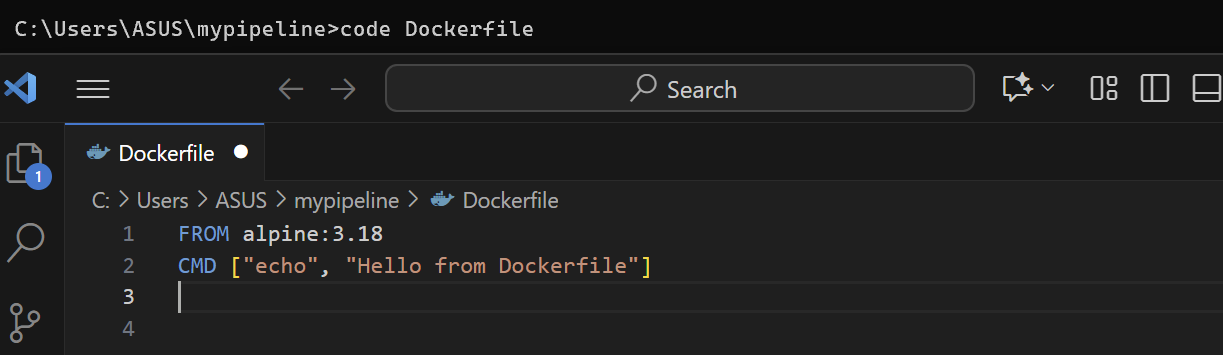 C:\Users\ASUS\mypipeline>code Dockerfile
Search
Dockerfile
1
C: > Users > ASUS > mypipeline > Dockerfile
1 FROM alpine:3.18
2 CMD ["echo", "Hello from Dockerfile"]
3
4